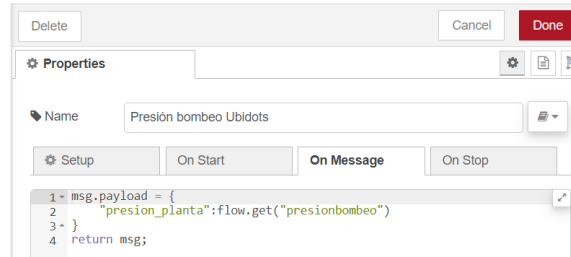 Delete Cancel Done
Properties
Name Presión bombeo Ubidots
Setup On Start On Message On Stop
1 msg.payload = {
2 "presion_planta":flow.get("presionbombeo")
3 }
4 return msg;